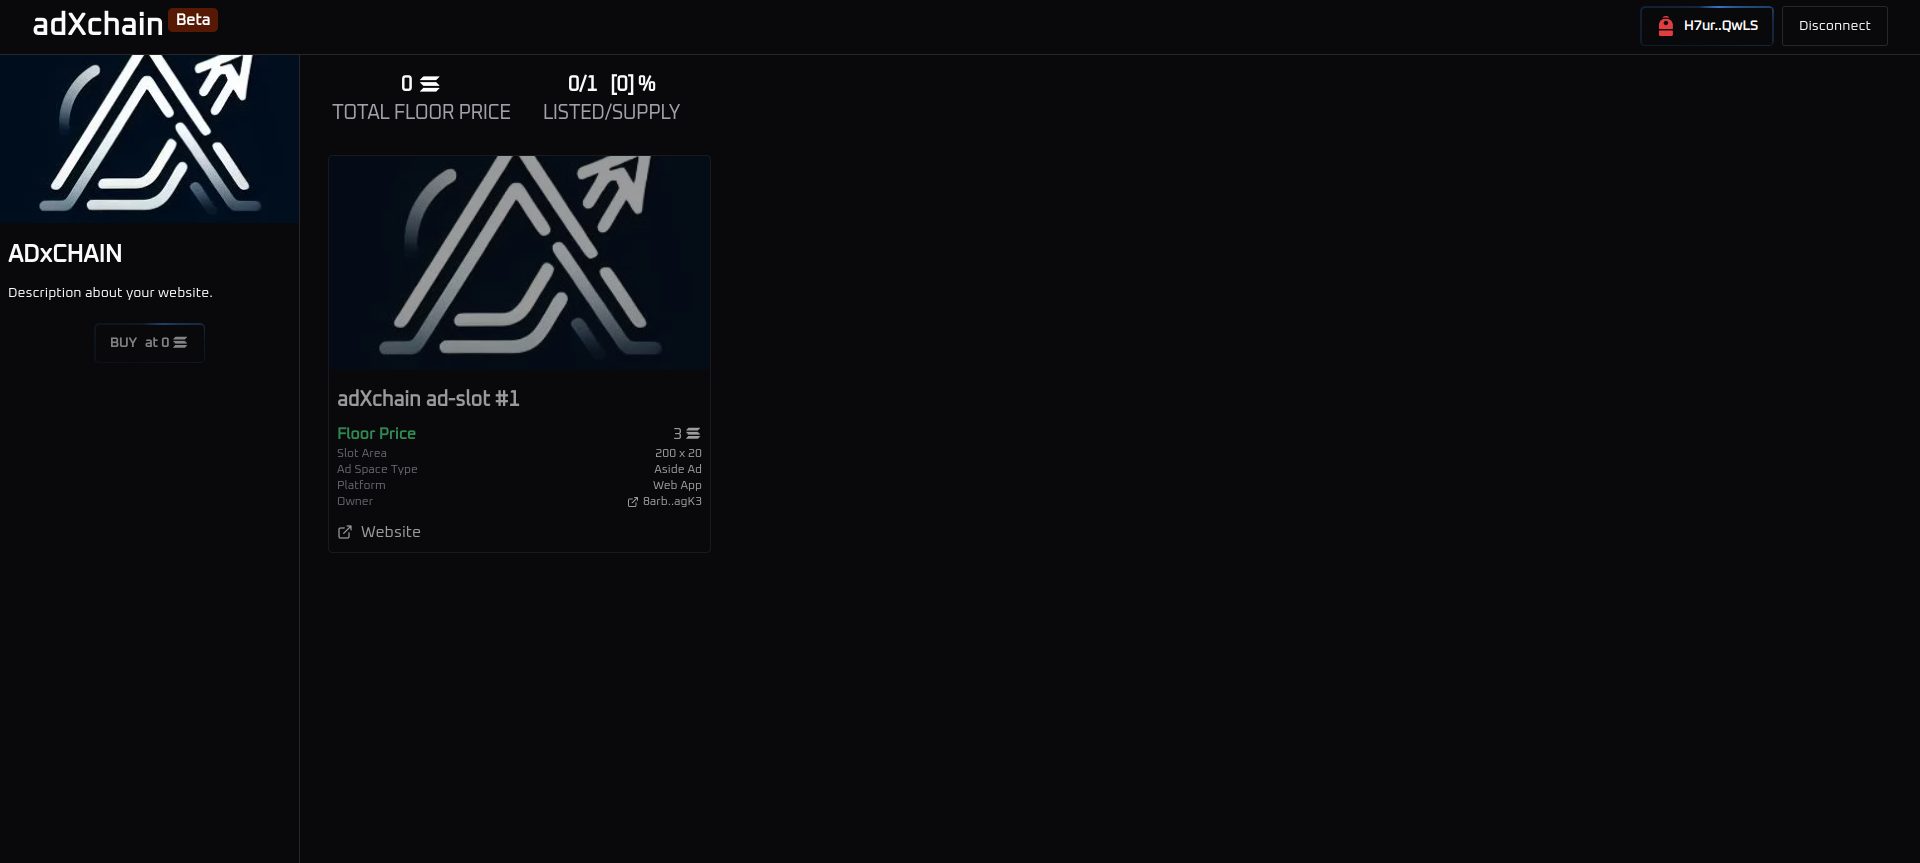 adXchain Beta
H7ur..QwLS
Disconnect
ADxCHAIN
Description about your website.
BUY at 0
0
TOTAL FLOOR PRICE
0/1 [0] %
LISTED/SUPPLY
adXchain ad-slot #1
Floor Price 3
Slot Area 200 x 20
Ad Space Type Aside Ad
Platform Web App
Owner 8arb..agK3
Website